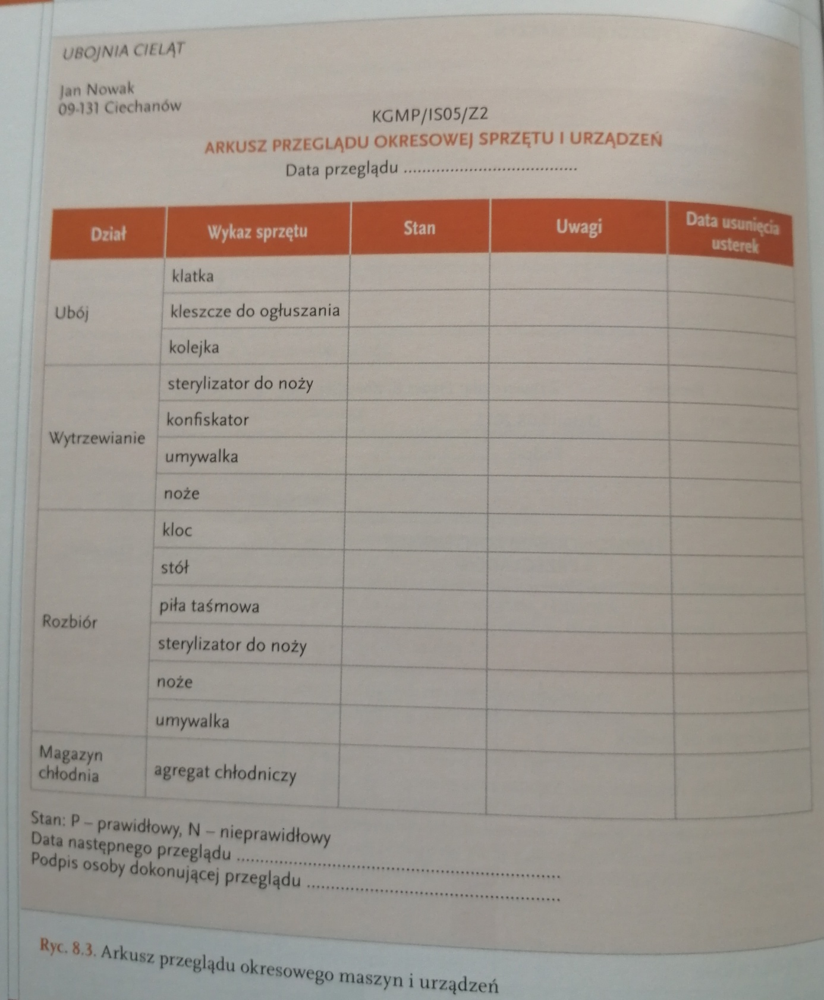 UBOJNIA CIELĄT
Jan Nowak
09-131 Ciechanów
KGMP/IS05/Z2
ARKUSZ PRZEGLĄDU OKRESOWEJ SPRZĘTU I URZĄDZEŃ
Data przeglądu ......................................
Dział Wykaz sprzętu Stan Uwagi Data usunięcia
usterek
Ubój
klatka
kleszcze do ogłuszania
kolejka
Wytrzewianie
sterylizator do noży
konfiskator
umywalka
noże
Rozbiór
kloc
stół
piła taśmowa
sterylizator do noży
noże
umywalka
Magazyn
chłodnia
agregat chłodniczy
Stan: P – prawidłowy, N – nieprawidłowy
Data następnego przeglądu ......................................................................
Podpis osoby dokonującej przeglądu .......................................................
Ryc. 8.3. Arkusz przeglądu okresowego maszyn i urządzeń